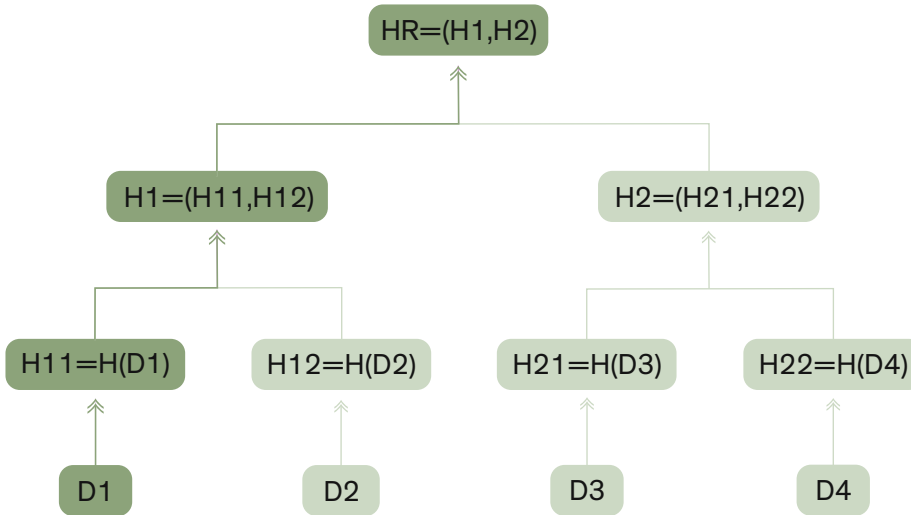 HR=(H1,H2)
H1=(H11,H12)
H2=(H21,H22)
H11=H(D1)
H12=H(D2)
H21=H(D3)
H22=H(D4)
D1
D2
D3
D4